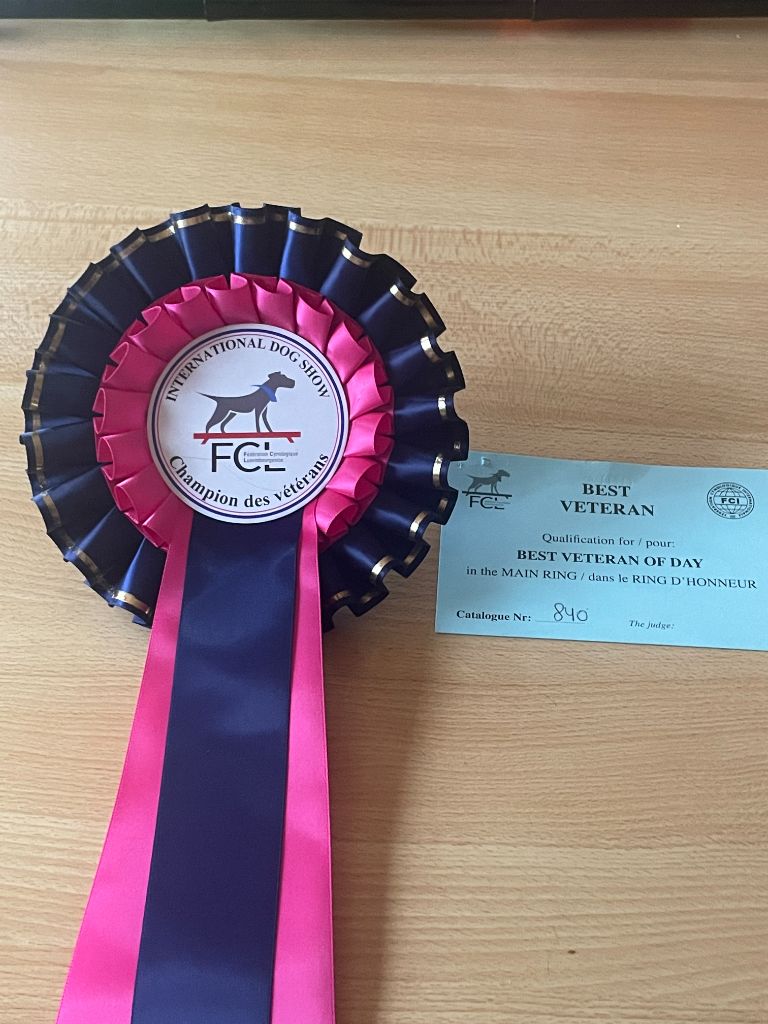 INTERNATIONAL DOG SHOW
FCL
Fédération Cynologique
Luxembourgeoise
Champion des vétérans
FCL
BEST
VETERAN
FCI
Qualification for / pour:
BEST VETERAN OF DAY
in the MAIN RING / dans le RING D'HONNEUR
Catalogue Nr: 840
The judge: